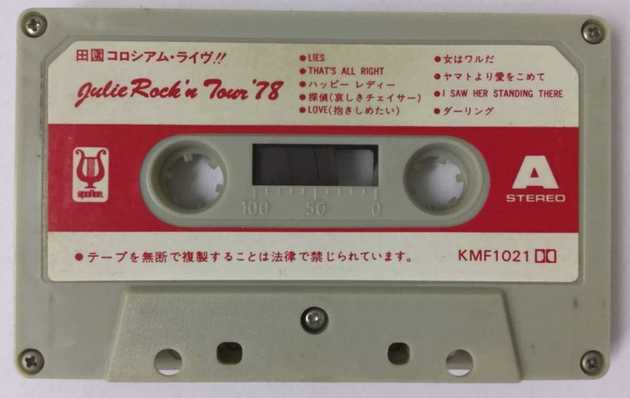 田園コロシアム・ライヴ!!
Julie Rock'n Tour '78
●LIES
●THAT'S ALL RIGHT
●ハッピー レディー
●探偵(哀しきチェイサー)
●LOVE(抱きしめたい)
●女はワルだ
●ヤマトより愛をこめて
●I SAW HER STANDING THERE
●ダーリング
apollon
100 50 0
A
STEREO
●テープを無断で複製することは法律で禁じられています。
KMF1021